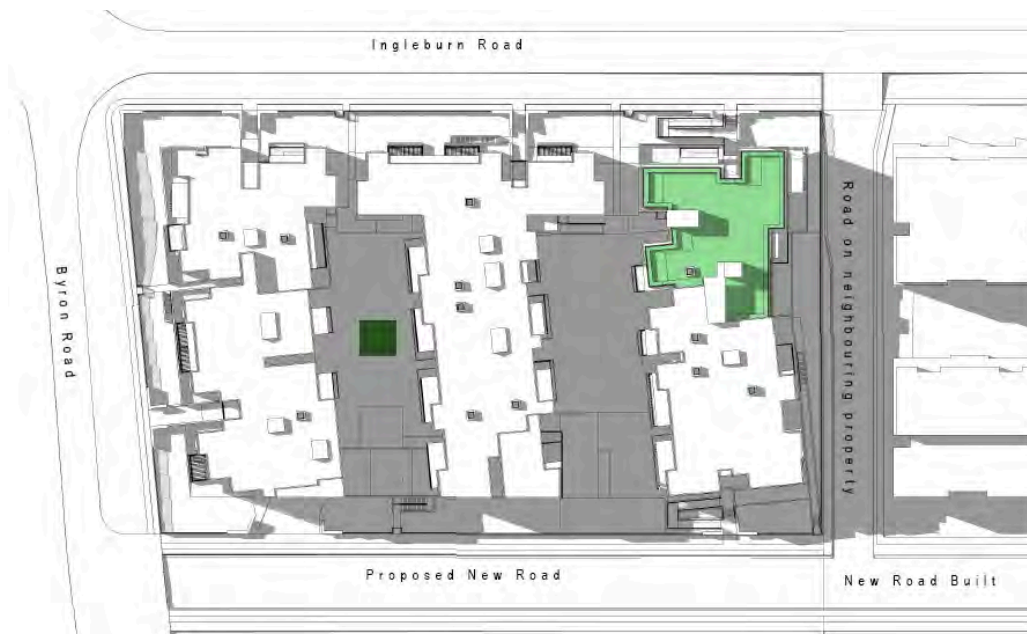 Ingleburn Road
Byron Road
Road on neighbouring property
Proposed New Road
New Road Built